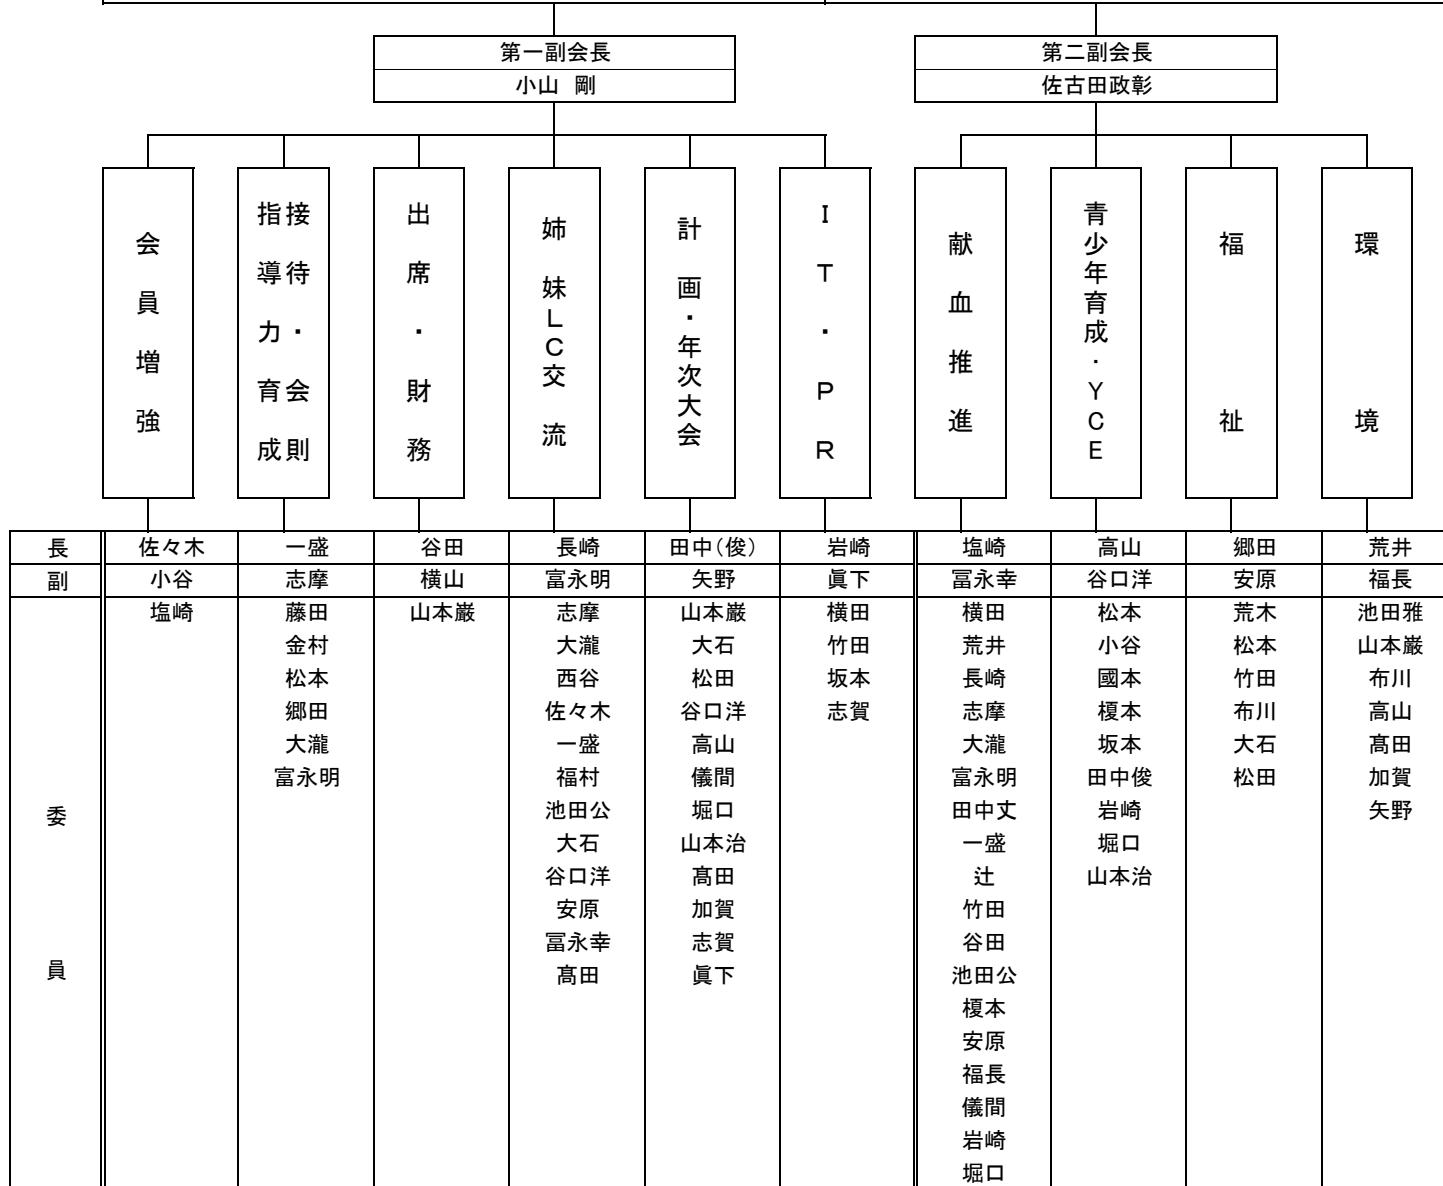 第一副会長
小山　剛
第二副会長
佐古田政彰
会員増強
接待・会則
指導力育成
出席・財務
姉妹ＬＣ交流
計画・年次大会
ＩＴ・ＰＲ
献血推進
青少年育成・ＹＣＥ
福祉
環境
長 佐々木 一盛 谷田 長崎 田中（俊） 岩崎 塩崎 高山 郷田 荒井
副 小谷 志摩 横山 富永明 矢野 眞下 冨永幸 谷口洋 安原 福長
委員
塩崎 藤田 山本巌 志摩 山本巌 横田 横田 松本 荒木 池田雅
金村 大瀧 大石 竹田 荒井 小谷 松本 山本巌
松本 西谷 松田 坂本 長崎 國本 竹田 布川
郷田 佐々木 谷口洋 志賀 志摩 榎本 布川 高山
大瀧 一盛 高山 大瀧 坂本 大石 髙田
富永明 福村 儀間 富永明 田中俊 松田 加賀
池田公 堀口 田中丈 岩崎 矢野
大石 山本治 一盛 堀口
谷口洋 髙田 辻 山本治
安原 加賀 竹田
冨永幸 志賀 谷田
髙田 眞下 池田公
榎本
安原
福長
儀間
岩崎
堀口